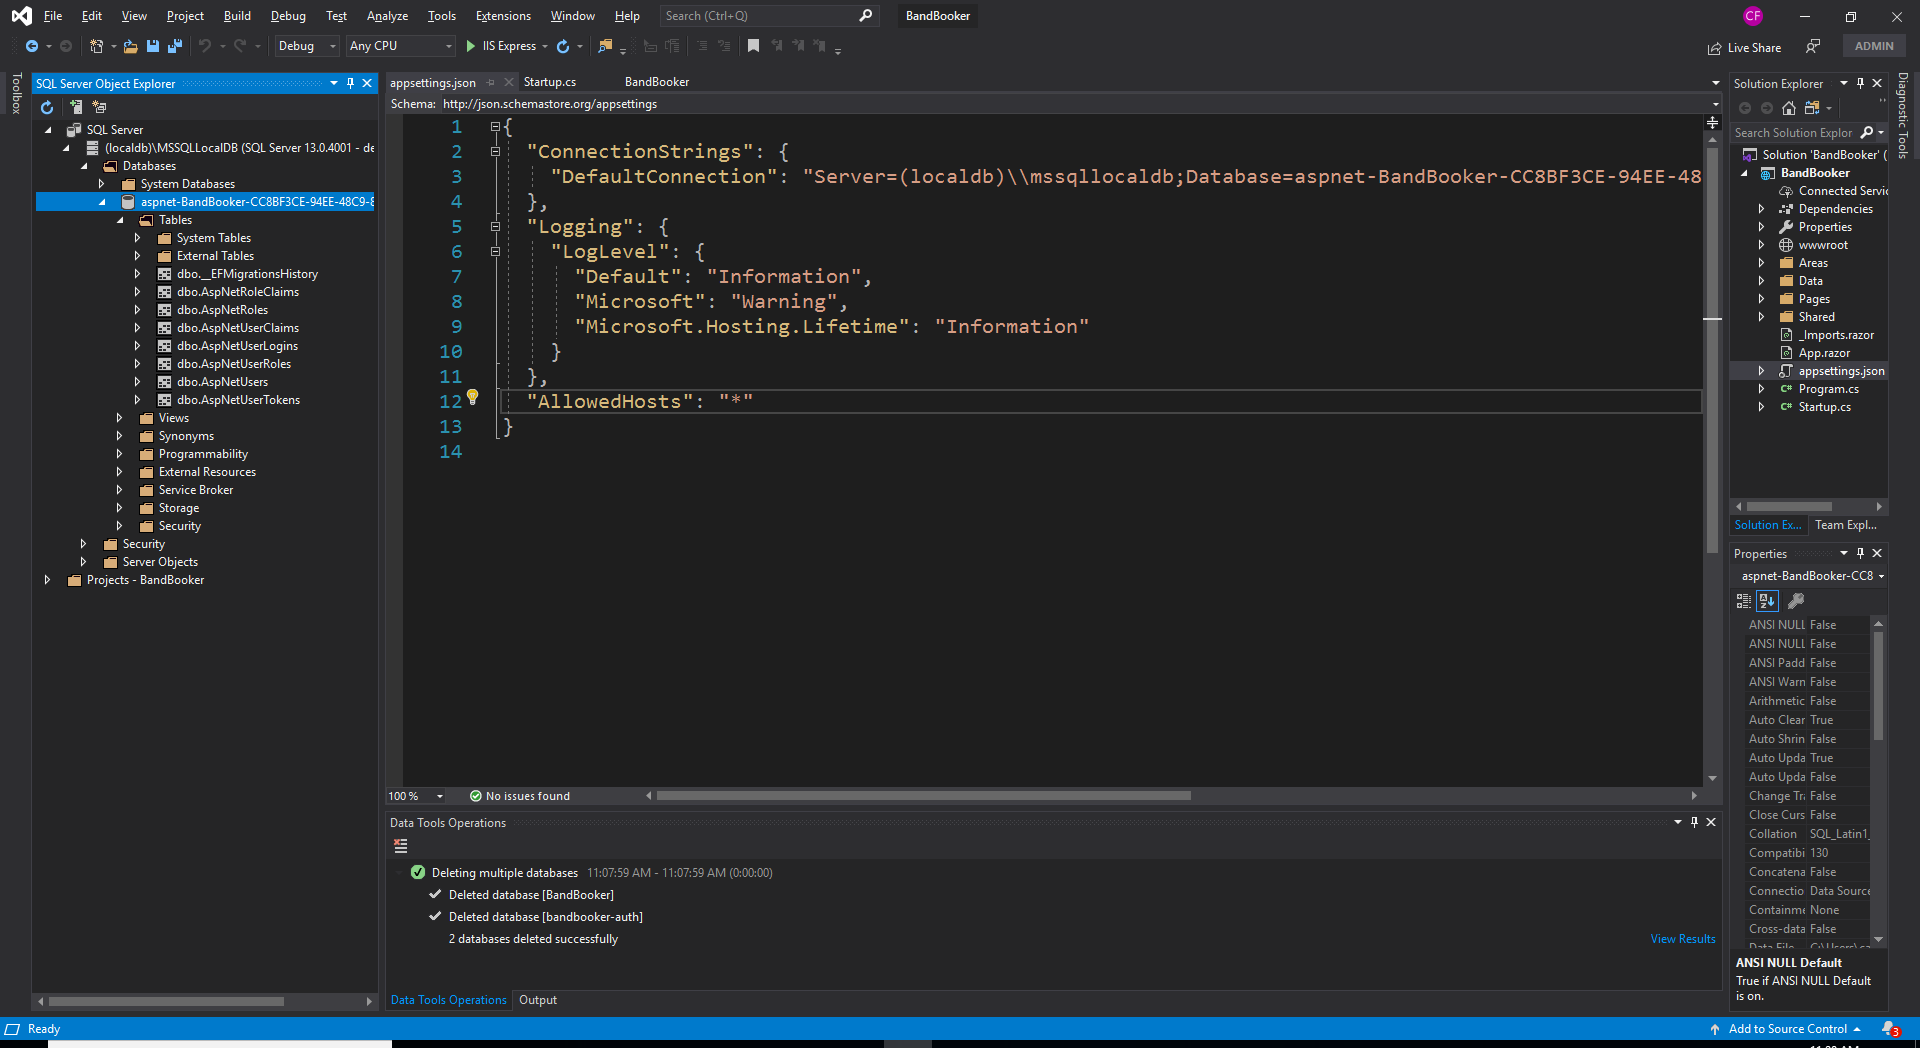 File Edit View Project Build Debug Test Analyze Tools Extensions Window Help Search (Ctrl+Q) BandBooker CF
Debug Any CPU IIS Express Live Share ADMIN
Toolbox
SQL Server Object Explorer
SQL Server
(localdb)\MSSQLLocalDB (SQL Server 13.0.4001 - de
Databases
System Databases
aspnet-BandBooker-CC8BF3CE-94EE-48C9-8
Tables
System Tables
External Tables
dbo.__EFMigrationsHistory
dbo.AspNetRoleClaims
dbo.AspNetRoles
dbo.AspNetUserClaims
dbo.AspNetUserLogins
dbo.AspNetUserRoles
dbo.AspNetUsers
dbo.AspNetUserTokens
Views
Synonyms
Programmability
External Resources
Service Broker
Storage
Security
Security
Server Objects
Projects - BandBooker
appsettings.json Startup.cs BandBooker
Schema: http://json.schemastore.org/appsettings
1 {
2 "ConnectionStrings": {
3 "DefaultConnection": "Server=(localdb)\\mssqllocaldb;Database=aspnet-BandBooker-CC8BF3CE-94EE-48
4 },
5 "Logging": {
6 "LogLevel": {
7 "Default": "Information",
8 "Microsoft": "Warning",
9 "Microsoft.Hosting.Lifetime": "Information"
10 }
11 },
12 "AllowedHosts": "*"
13 }
14
100 % No issues found
Data Tools Operations
Deleting multiple databases 11:07:59 AM - 11:07:59 AM (0:00:00)
Deleted database [BandBooker]
Deleted database [bandbooker-auth]
2 databases deleted successfully
View Results
Data Tools Operations Output
Solution Explorer
Search Solution Explor
Solution 'BandBooker' (
BandBooker
Connected Servic
Dependencies
Properties
wwwroot
Areas
Data
Pages
Shared
_Imports.razor
App.razor
appsettings.json
Program.cs
Startup.cs
Solution Ex... Team Expl...
Diagnostic Tools
Properties
aspnet-BandBooker-CC8
ANSI NULL False
ANSI NULL False
ANSI Padd False
ANSI Warn False
Arithmetic False
Auto Clear True
Auto Shrin False
Auto Upda True
Auto Upda False
Change Tr False
Close Curs False
Collation SQL_Latin1_
Compatibi 130
Concatena False
Connectio Data Source
Containme None
Cross-data False
ANSI NULL Default
True if ANSI NULL Default
is on.
Ready Add to Source Control 3